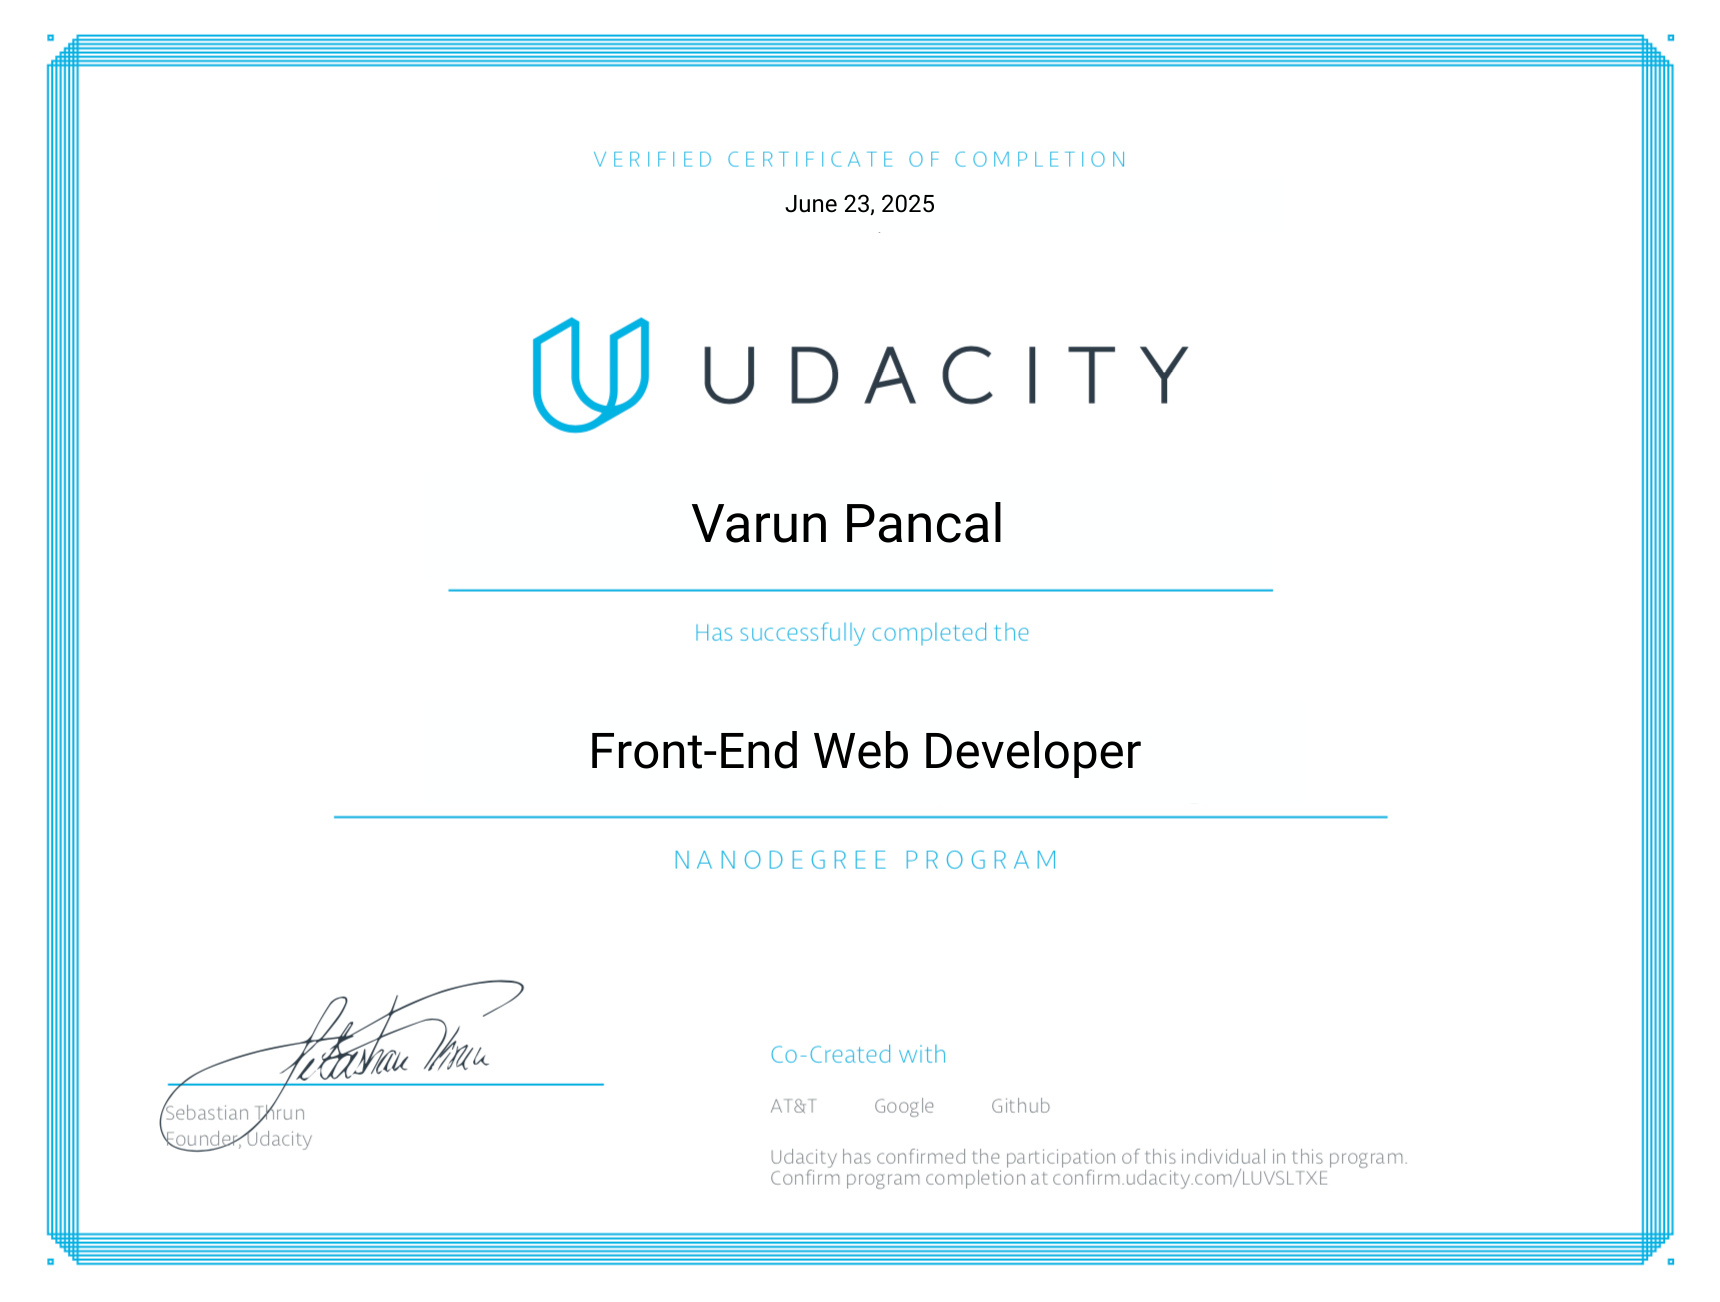 VERIFIED CERTIFICATE OF COMPLETION
June 23, 2025
UDACITY
Varun Pancal
Has successfully completed the
Front-End Web Developer
NANODEGREE PROGRAM
Sebastian Thrun
Sebastian Thrun
Founder, Udacity
Co-Created with
AT&T Google Github
Udacity has confirmed the participation of this individual in this program.
Confirm program completion at confirm.udacity.com/LUVSLTXE